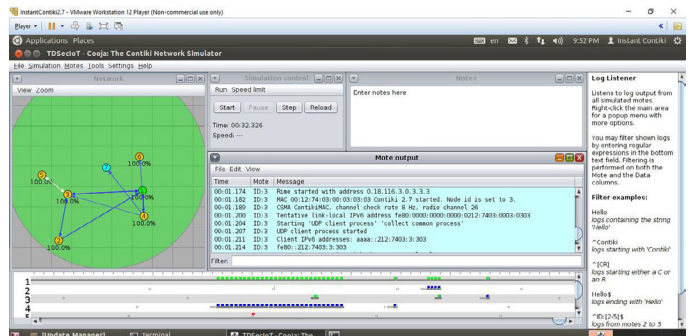 InstantContiki2.7 - VMware Workstation 12 Player (Non-commercial use only)
Player
Applications Places
en
9:52 PM
Instant Contiki
TDSecIoT - Cooja: The Contiki Network Simulator
File Simulation Motes Tools Settings Help
Network
View Zoom
7
6
100.0%
5
100.0%
3
100.0%
1
100.0%
4
100.0%
2
100.0%
Simulation control
Run Speed limit
Start Pause Step Reload
Time: 00:32.326
Speed: ---
Notes
Enter notes here
Mote output
File Edit View
Time Mote Message
00:01.174 ID:3 Rime started with address 0.18.116.3.0.3.3.3
00:01.182 ID:3 MAC 00:12:74:03:00:03:03:03 Contiki 2.7 started. Node id is set to 3.
00:01.189 ID:3 CSMA ContikiMAC, channel check rate 8 Hz, radio channel 26
00:01.200 ID:3 Tentative link-local IPv6 address fe80:0000:0000:0000:0212:7403:0003:0303
00:01.204 ID:3 Starting 'UDP client process' 'collect common process'
00:01.207 ID:3 UDP client process started
00:01.211 ID:3 Client IPv6 addresses: aaaa::212:7403:3:303
00:01.214 ID:3 fe80::212:7403:3:303
Filter:
1
2
3
4
Log Listener
Listens to log output from
all simulated motes.
Right-click the main area
for a popup menu with
more options.
You may filter shown logs
by entering regular
expressions in the bottom
text field. Filtering is
performed on both the
Mote and the Data
columns.
Filter examples:
Hello
logs containing the string
'Hello'
^Contiki
logs starting with 'Contiki'
^[CR]
logs starting either a C or
an R
Hello$
logs ending with 'Hello'
^ID:[2-5]$
logs from motes 2 to 5
[Update Manager]
Terminal
TDSecIoT - Cooja: The